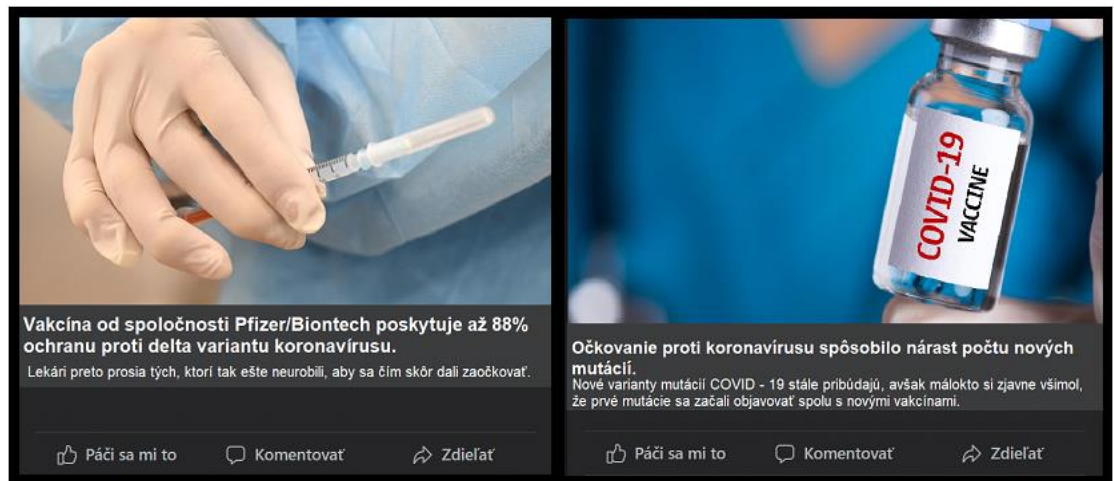 Vakcína od spoločnosti Pfizer/Biontech poskytuje až 88%
ochranu proti delta variantu koronavírusu.
Lekári preto prosia tých, ktorí tak ešte neurobili, aby sa čím skôr dali zaočkovať.
Páči sa mi to
Komentovať
Zdieľať
COVID-19
VACCINE
Očkovanie proti koronavírusu spôsobilo nárast počtu nových
mutácií.
Nové varianty mutácií COVID - 19 stále pribúdajú, avšak málokto si zjavne všimol,
že prvé mutácie sa začali objavovať spolu s novými vakcínami.
Páči sa mi to
Komentovať
Zdieľať